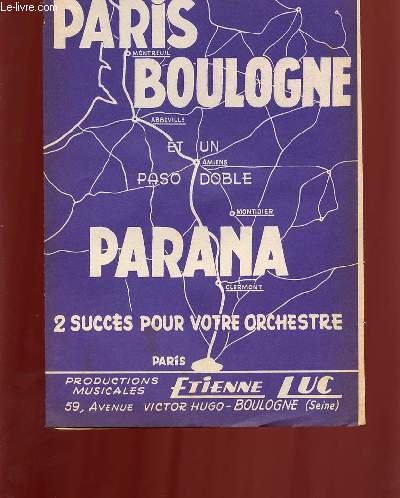 Le-livre.com
PARIS
MONTREUIL
BOULOGNE
ABBEVILLE
ET UN
AMIENS
PASO DOBLE
MONTDIDIER
PARANA
CLERMONT
2 SUCCÈS POUR VOTRE ORCHESTRE
PARIS
PRODUCTIONS MUSICALES
ETIENNE LUC
59, AVENUE VICTOR HUGO - BOULOGNE (Seine)